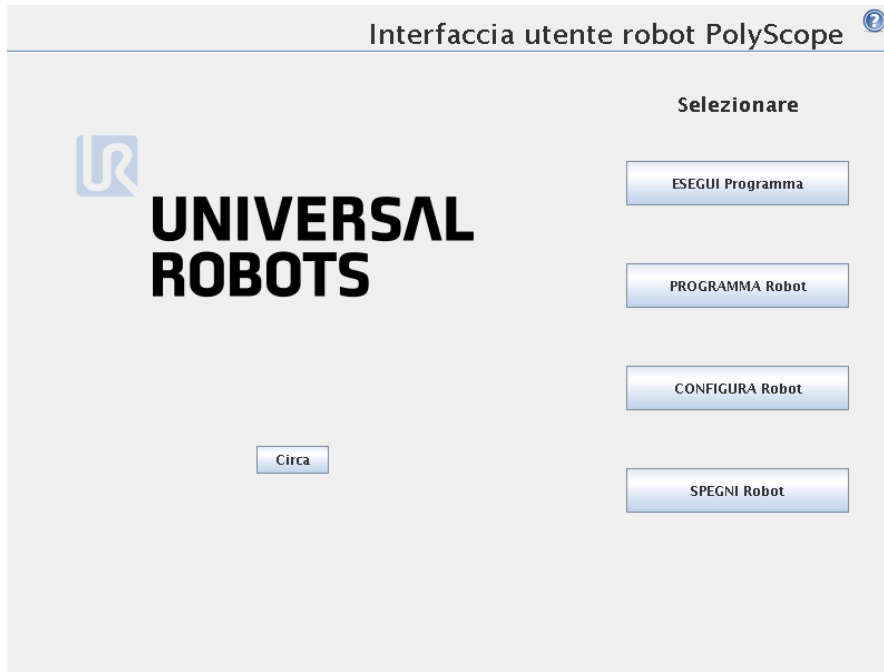 Interfaccia utente robot PolyScope
?
Selezionare
UR
UNIVERSAL
ROBOTS
ESEGUI Programma
PROGRAMMA Robot
CONFIGURA Robot
Circa
SPEGNI Robot